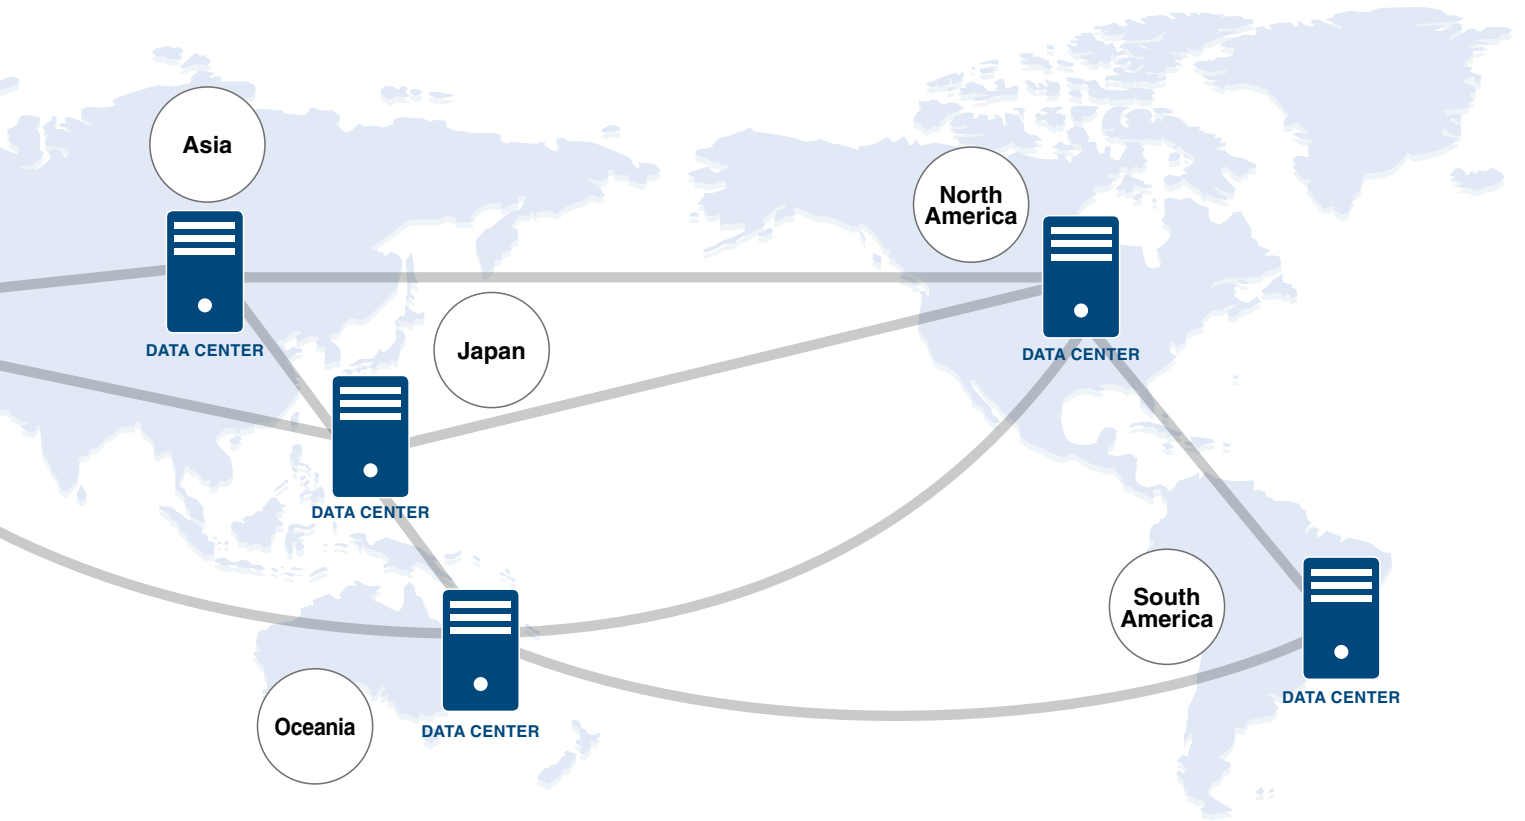 Asia
DATA CENTER
Japan
DATA CENTER
Oceania
DATA CENTER
North
America
DATA CENTER
South
America
DATA CENTER